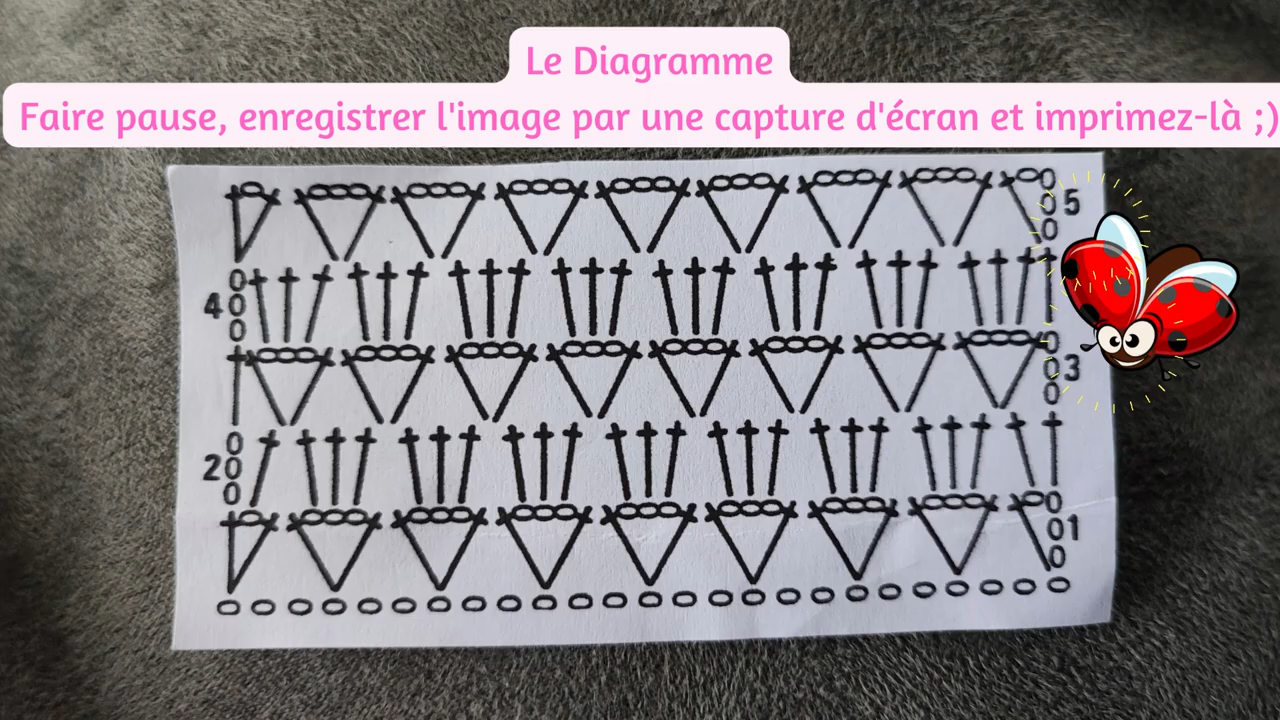 Le Diagramme
Faire pause, enregistrer l'image par une capture d'écran et imprimez-là ;)
5
4
3
2
1